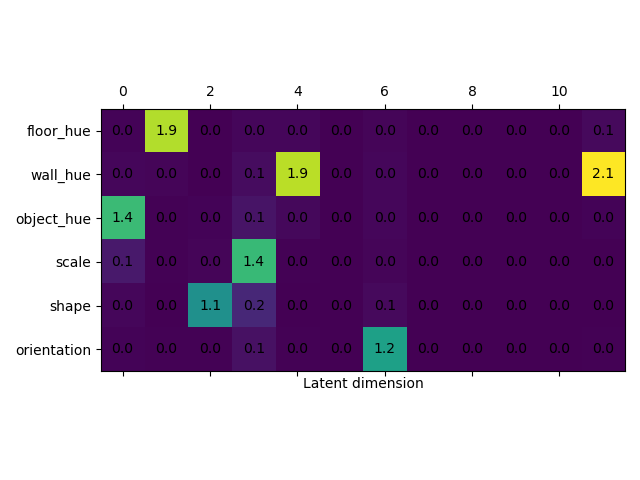 0 2 4 6 8 10
floor_hue 0.0 1.9 0.0 0.0 0.0 0.0 0.0 0.0 0.0 0.0 0.0 0.1
wall_hue 0.0 0.0 0.0 0.1 1.9 0.0 0.0 0.0 0.0 0.0 0.0 2.1
object_hue 1.4 0.0 0.0 0.1 0.0 0.0 0.0 0.0 0.0 0.0 0.0 0.0
scale 0.1 0.0 0.0 1.4 0.0 0.0 0.0 0.0 0.0 0.0 0.0 0.0
shape 0.0 0.0 1.1 0.2 0.0 0.0 0.1 0.0 0.0 0.0 0.0 0.0
orientation 0.0 0.0 0.0 0.1 0.0 0.0 1.2 0.0 0.0 0.0 0.0 0.0
Latent dimension